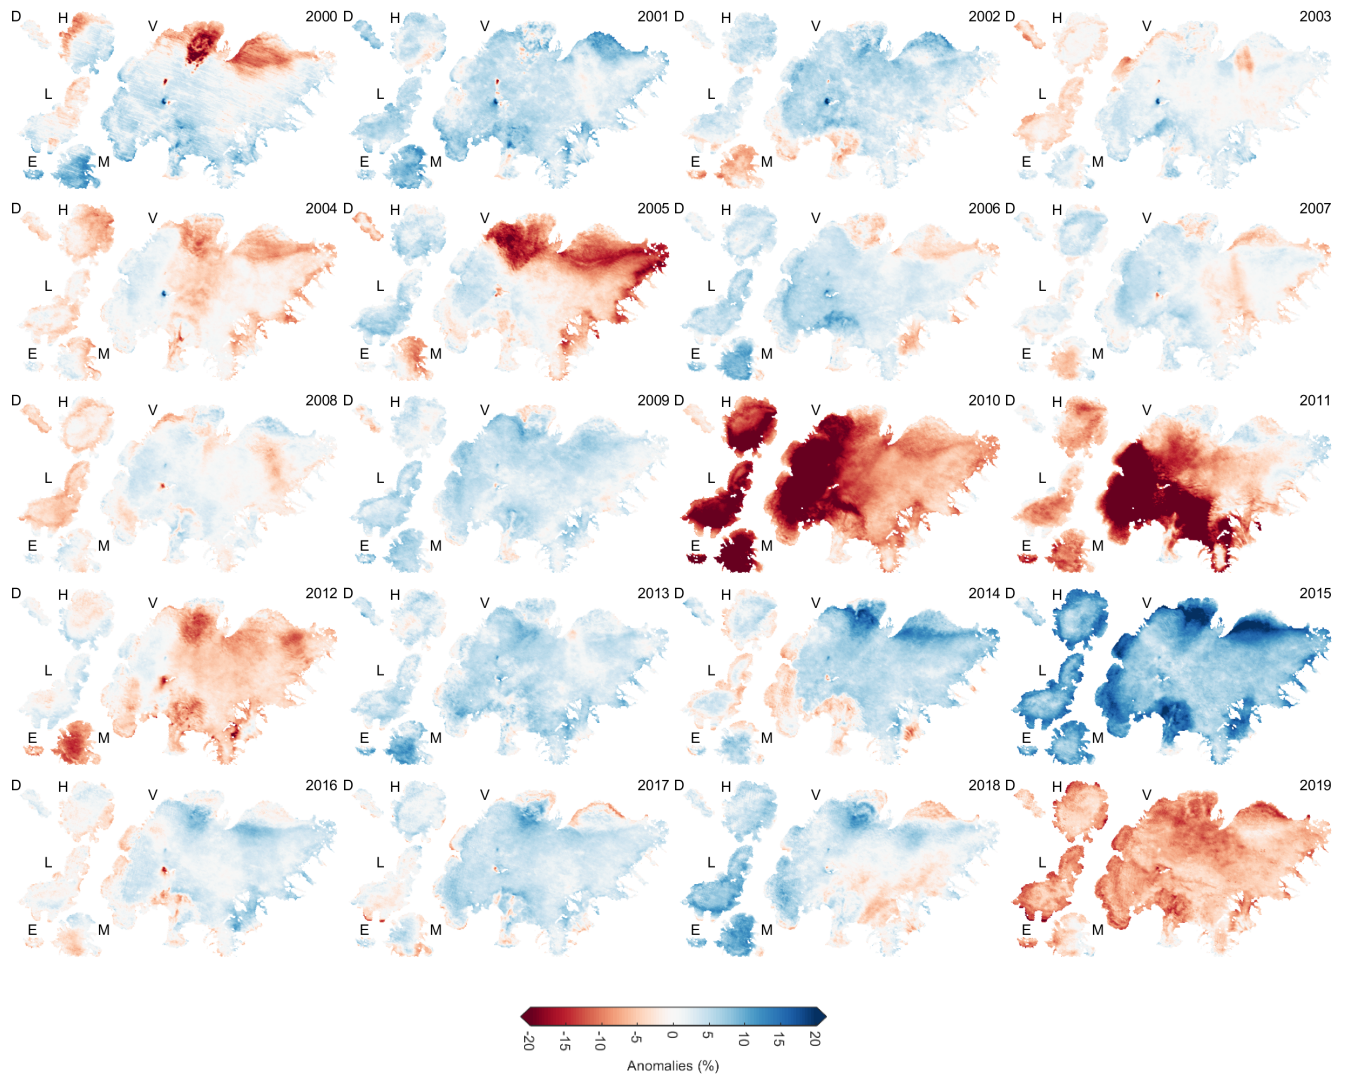 D H V 2000 D H V 2001 D H V 2002 D H V 2003
L L L L
E M E M E M E M
D H V 2004 D H V 2005 D H V 2006 D H V 2007
L L L L
E M E M E M E M
D H V 2008 D H V 2009 D H V 2010 D H V 2011
L L L L
E M E M E M E M
D H V 2012 D H V 2013 D H V 2014 D H V 2015
L L L L
E M E M E M E M
D H V 2016 D H V 2017 D H V 2018 D H V 2019
L L L L
E M E M E M E M
-20 -15 -10 -5 0 5 10 15 20
Anomalies (%)